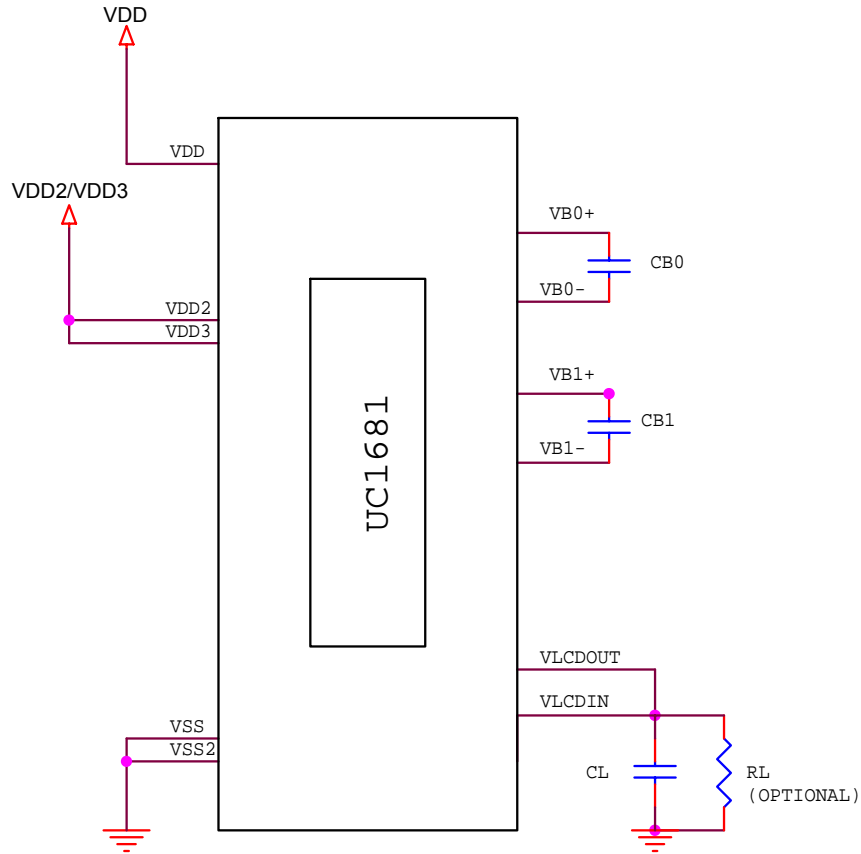 VDD
VDD
VDD2/VDD3
VB0+
CB0
VB0-
VDD2
VDD3
VB1+
CB1
VB1-
UC1681
VLCDOUT
VLCDIN
VSS
VSS2
CL
RL
(OPTIONAL)